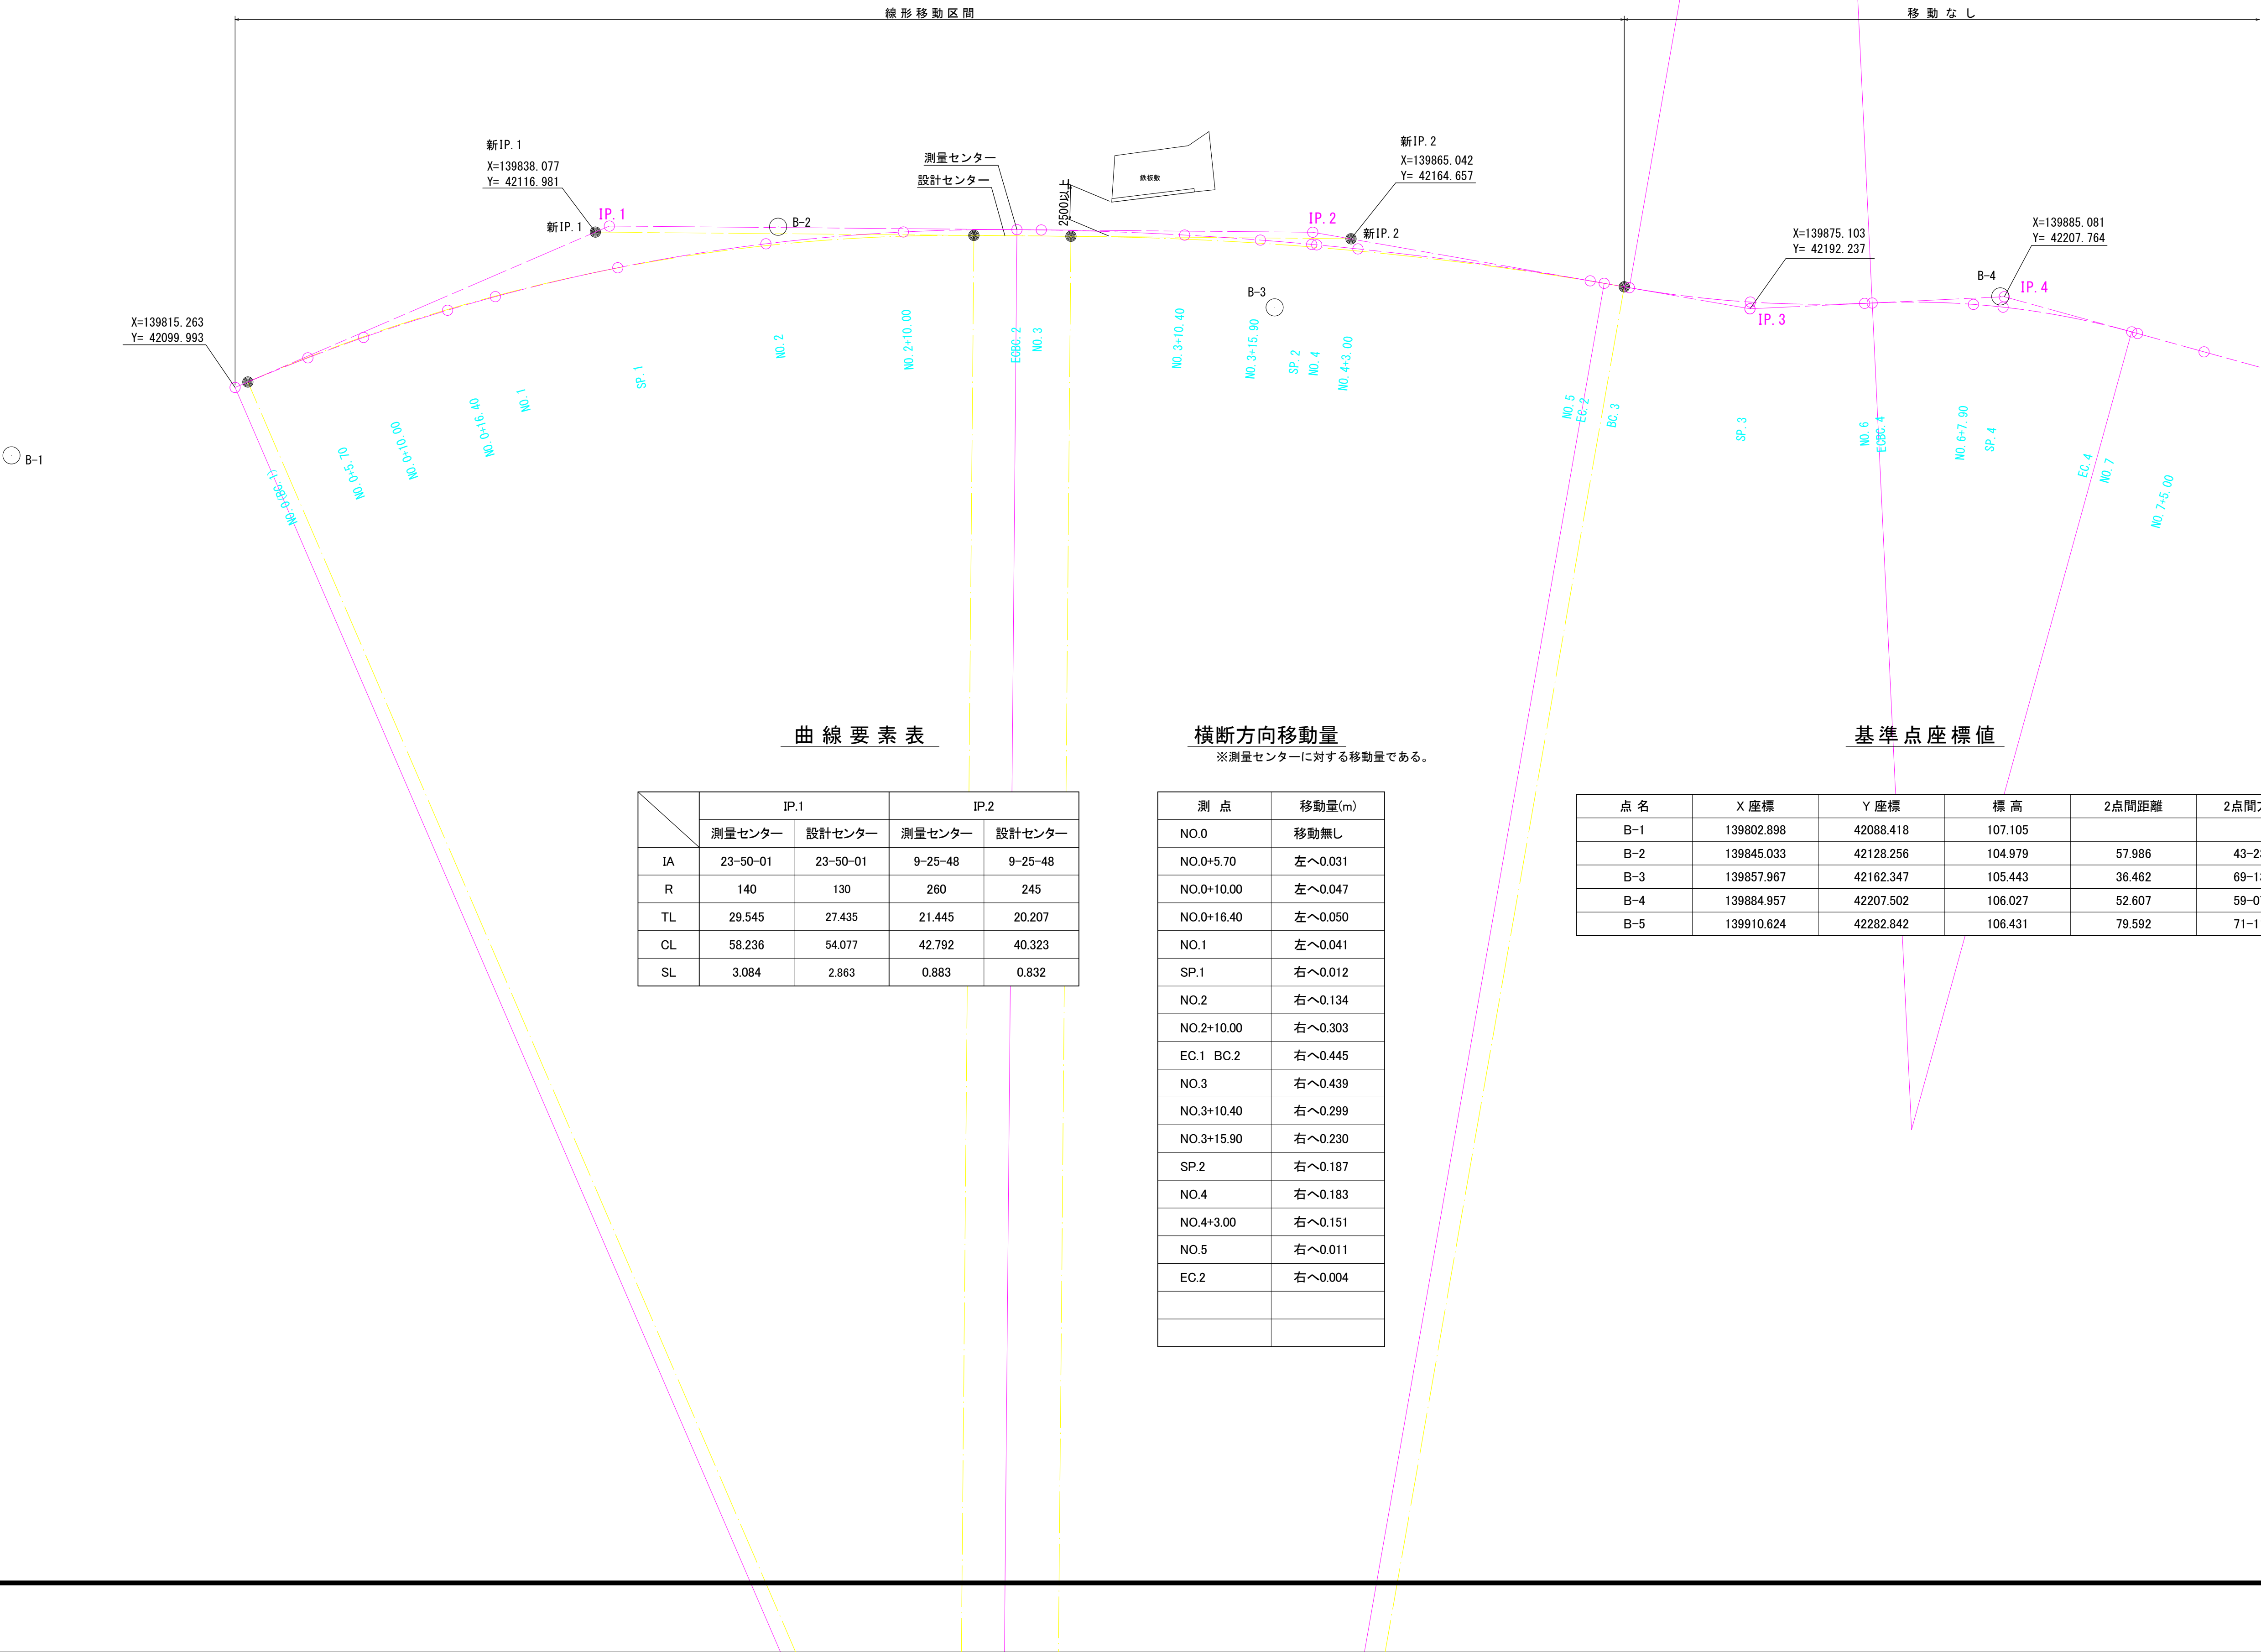 線形移動区間
移動なし
新IP.1
X=139838.077
Y= 42116.981
新IP.1
IP.1
測量センター
設計センター
B-2
2500以上
鉄板敷
新IP.2
X=139865.042
Y= 42164.657
IP.2
新IP.2
X=139875.103
Y= 42192.237
IP.3
X=139885.081
Y= 42207.764
B-4
IP.4
B-3
X=139815.263
Y= 42099.993
B-1
NO.0(BC.1)
NO.0+5.70
NO.0+10.00
NO.0+16.40
NO.1
SP.1
NO.2
NO.2+10.00
ECBC.2
NO.3
NO.3+10.40
NO.3+15.90
SP.2
NO.4
NO.4+3.00
NO.5
EC.2
BC.3
SP.3
NO.6
ECBC.4
NO.6+7.90
SP.4
EC.4
NO.7
NO.7+5.00
曲線要素表
IP.1 IP.2
測量センター 設計センター 測量センター 設計センター
IA 23-50-01 23-50-01 9-25-48 9-25-48
R 140 130 260 245
TL 29.545 27.435 21.445 20.207
CL 58.236 54.077 42.792 40.323
SL 3.084 2.863 0.883 0.832
横断方向移動量
※測量センターに対する移動量である。
測点 移動量(m)
NO.0 移動無し
NO.0+5.70 左へ0.031
NO.0+10.00 左へ0.047
NO.0+16.40 左へ0.050
NO.1 左へ0.041
SP.1 右へ0.012
NO.2 右へ0.134
NO.2+10.00 右へ0.303
EC.1 BC.2 右へ0.445
NO.3 右へ0.439
NO.3+10.40 右へ0.299
NO.3+15.90 右へ0.230
SP.2 右へ0.187
NO.4 右へ0.183
NO.4+3.00 右へ0.151
NO.5 右へ0.011
EC.2 右へ0.004
基準点座標値
点名 X座標 Y座標 標高 2点間距離 2点間
B-1 139802.898 42088.418 107.105
B-2 139845.033 42128.256 104.979 57.986 43-2
B-3 139857.967 42162.347 105.443 36.462 69-1
B-4 139884.957 42207.502 106.027 52.607 59-0
B-5 139910.624 42282.842 106.431 79.592 71-1